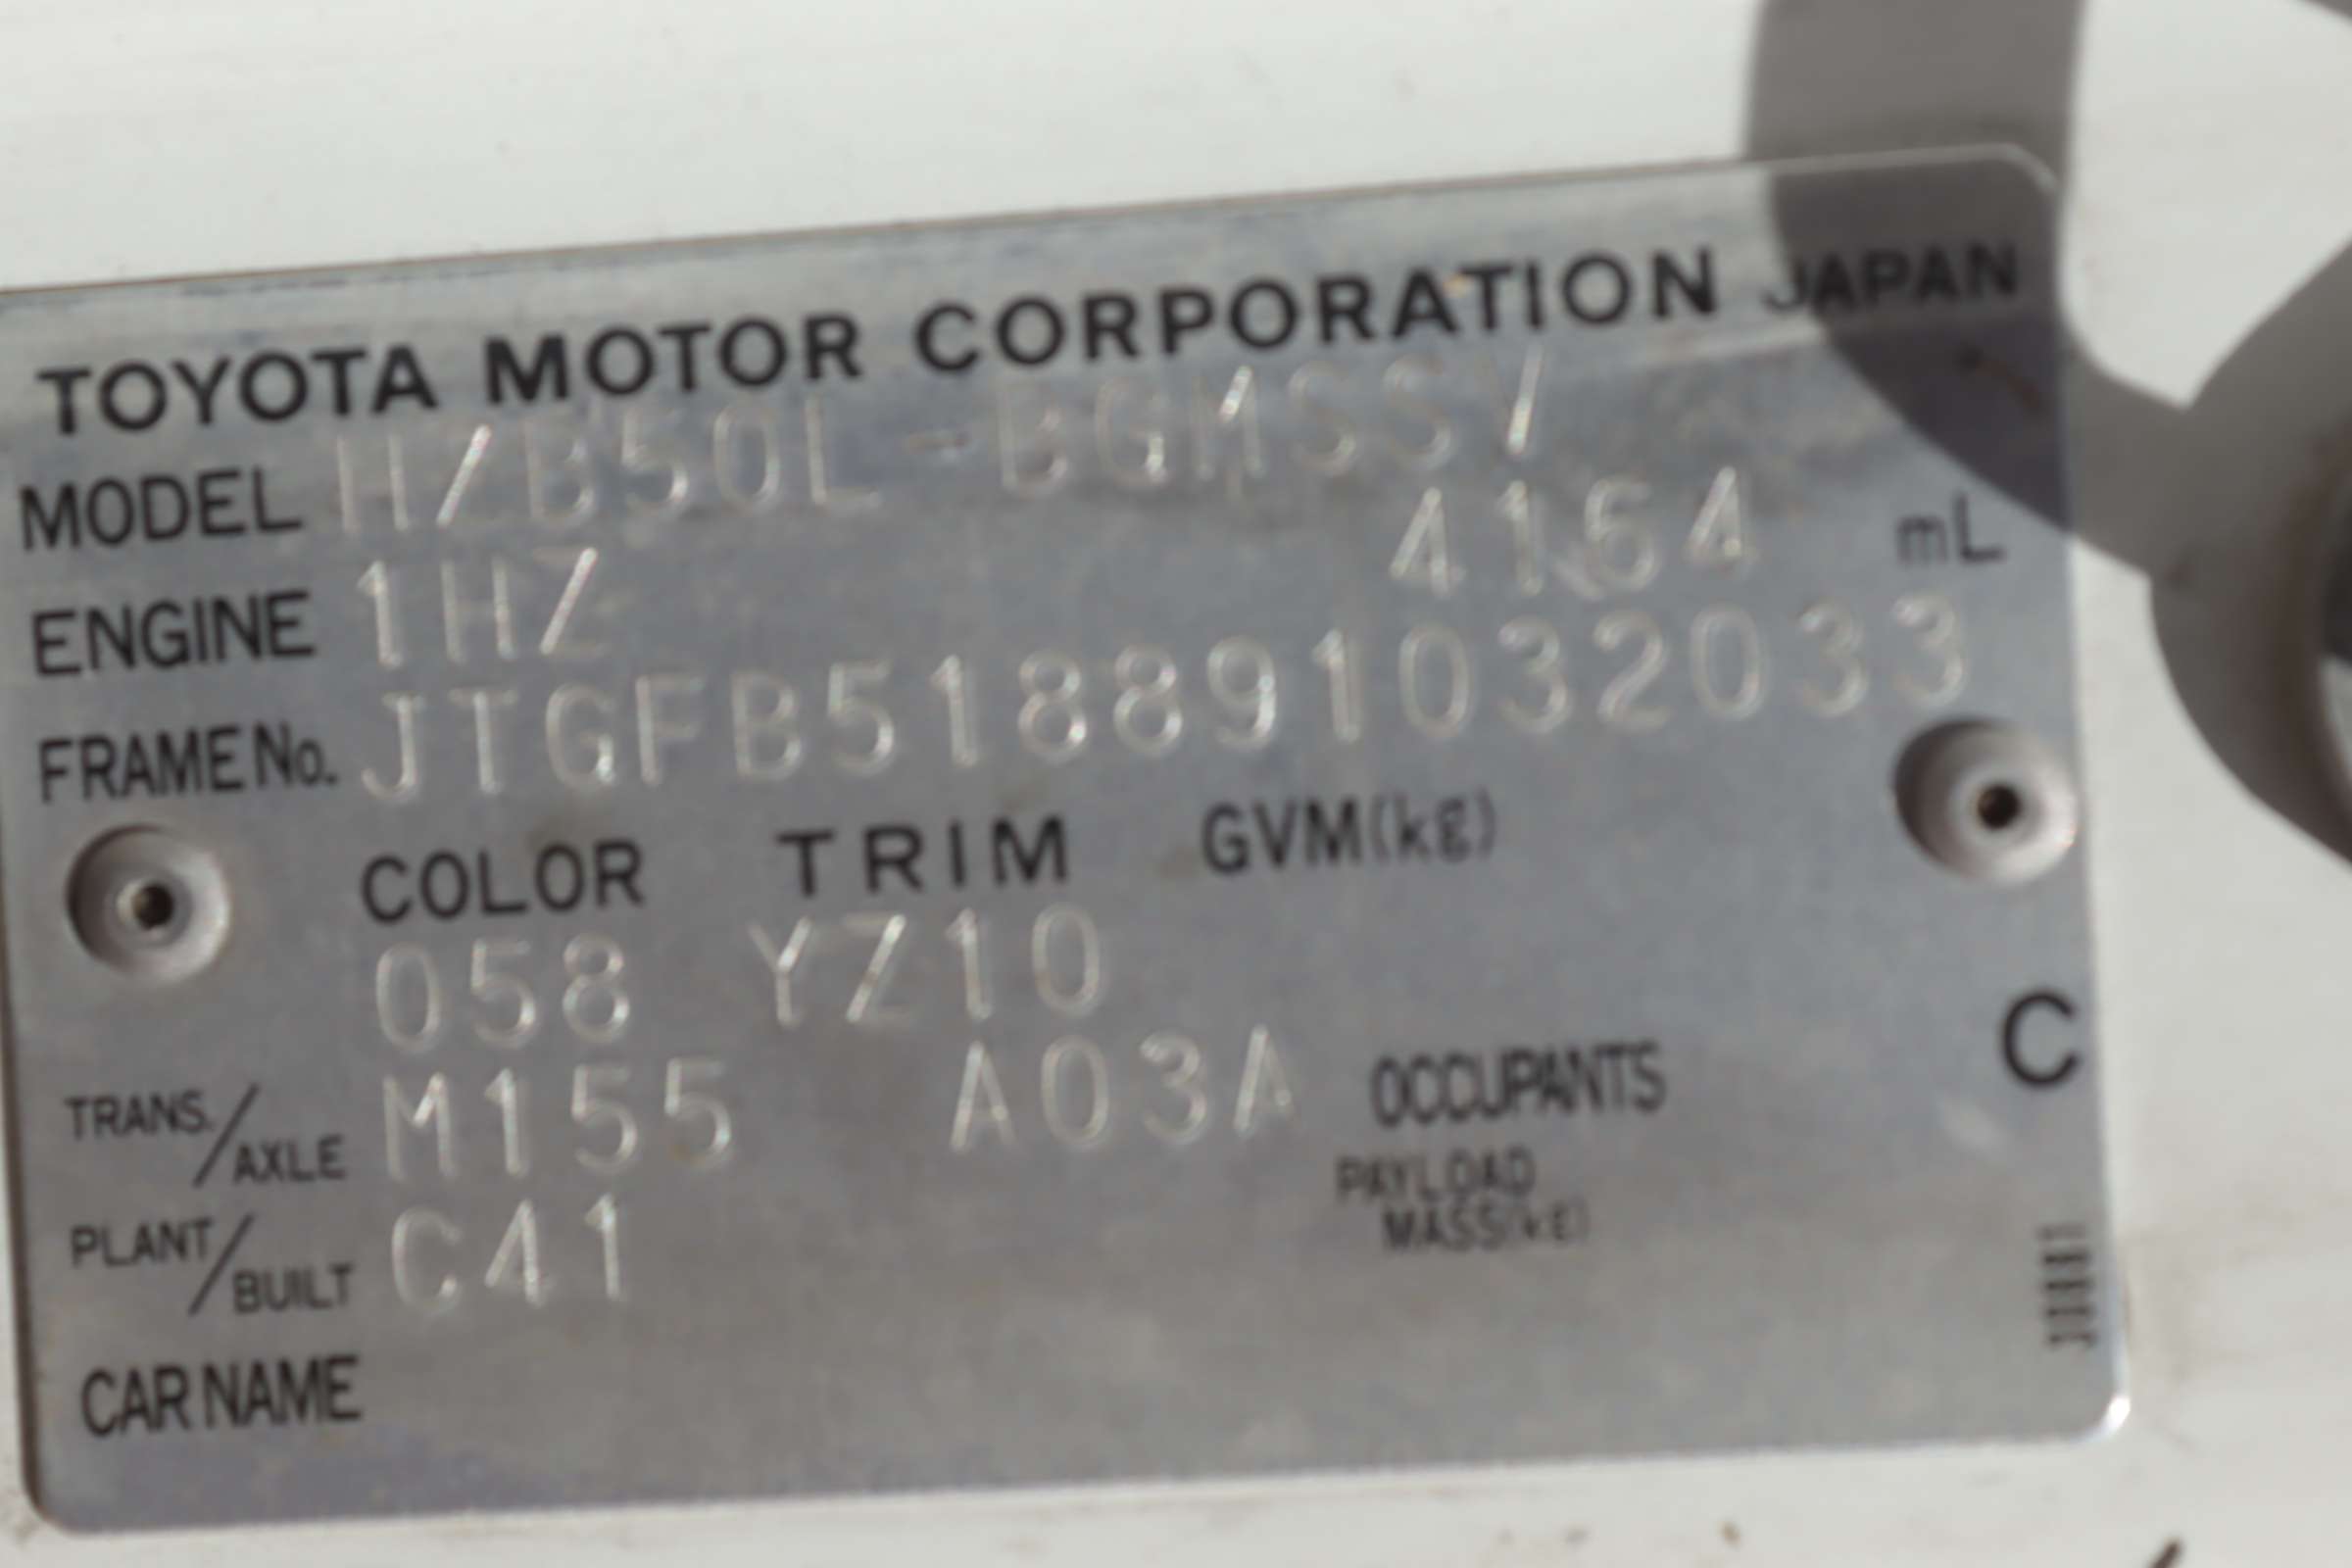 TOYOTA MOTOR CORPORATION JAPAN
MODEL HZB50L-BGMSSV
ENGINE 1HZ 4164 mL
FRAME No. JTGFB518891032033
COLOR TRIM GVM(kg)
058 YZ10
C
TRANS./AXLE M155 A03A OCCUPANTS
PAYLOAD
MASS(kg)
PLANT/BUILT C41
CAR NAME